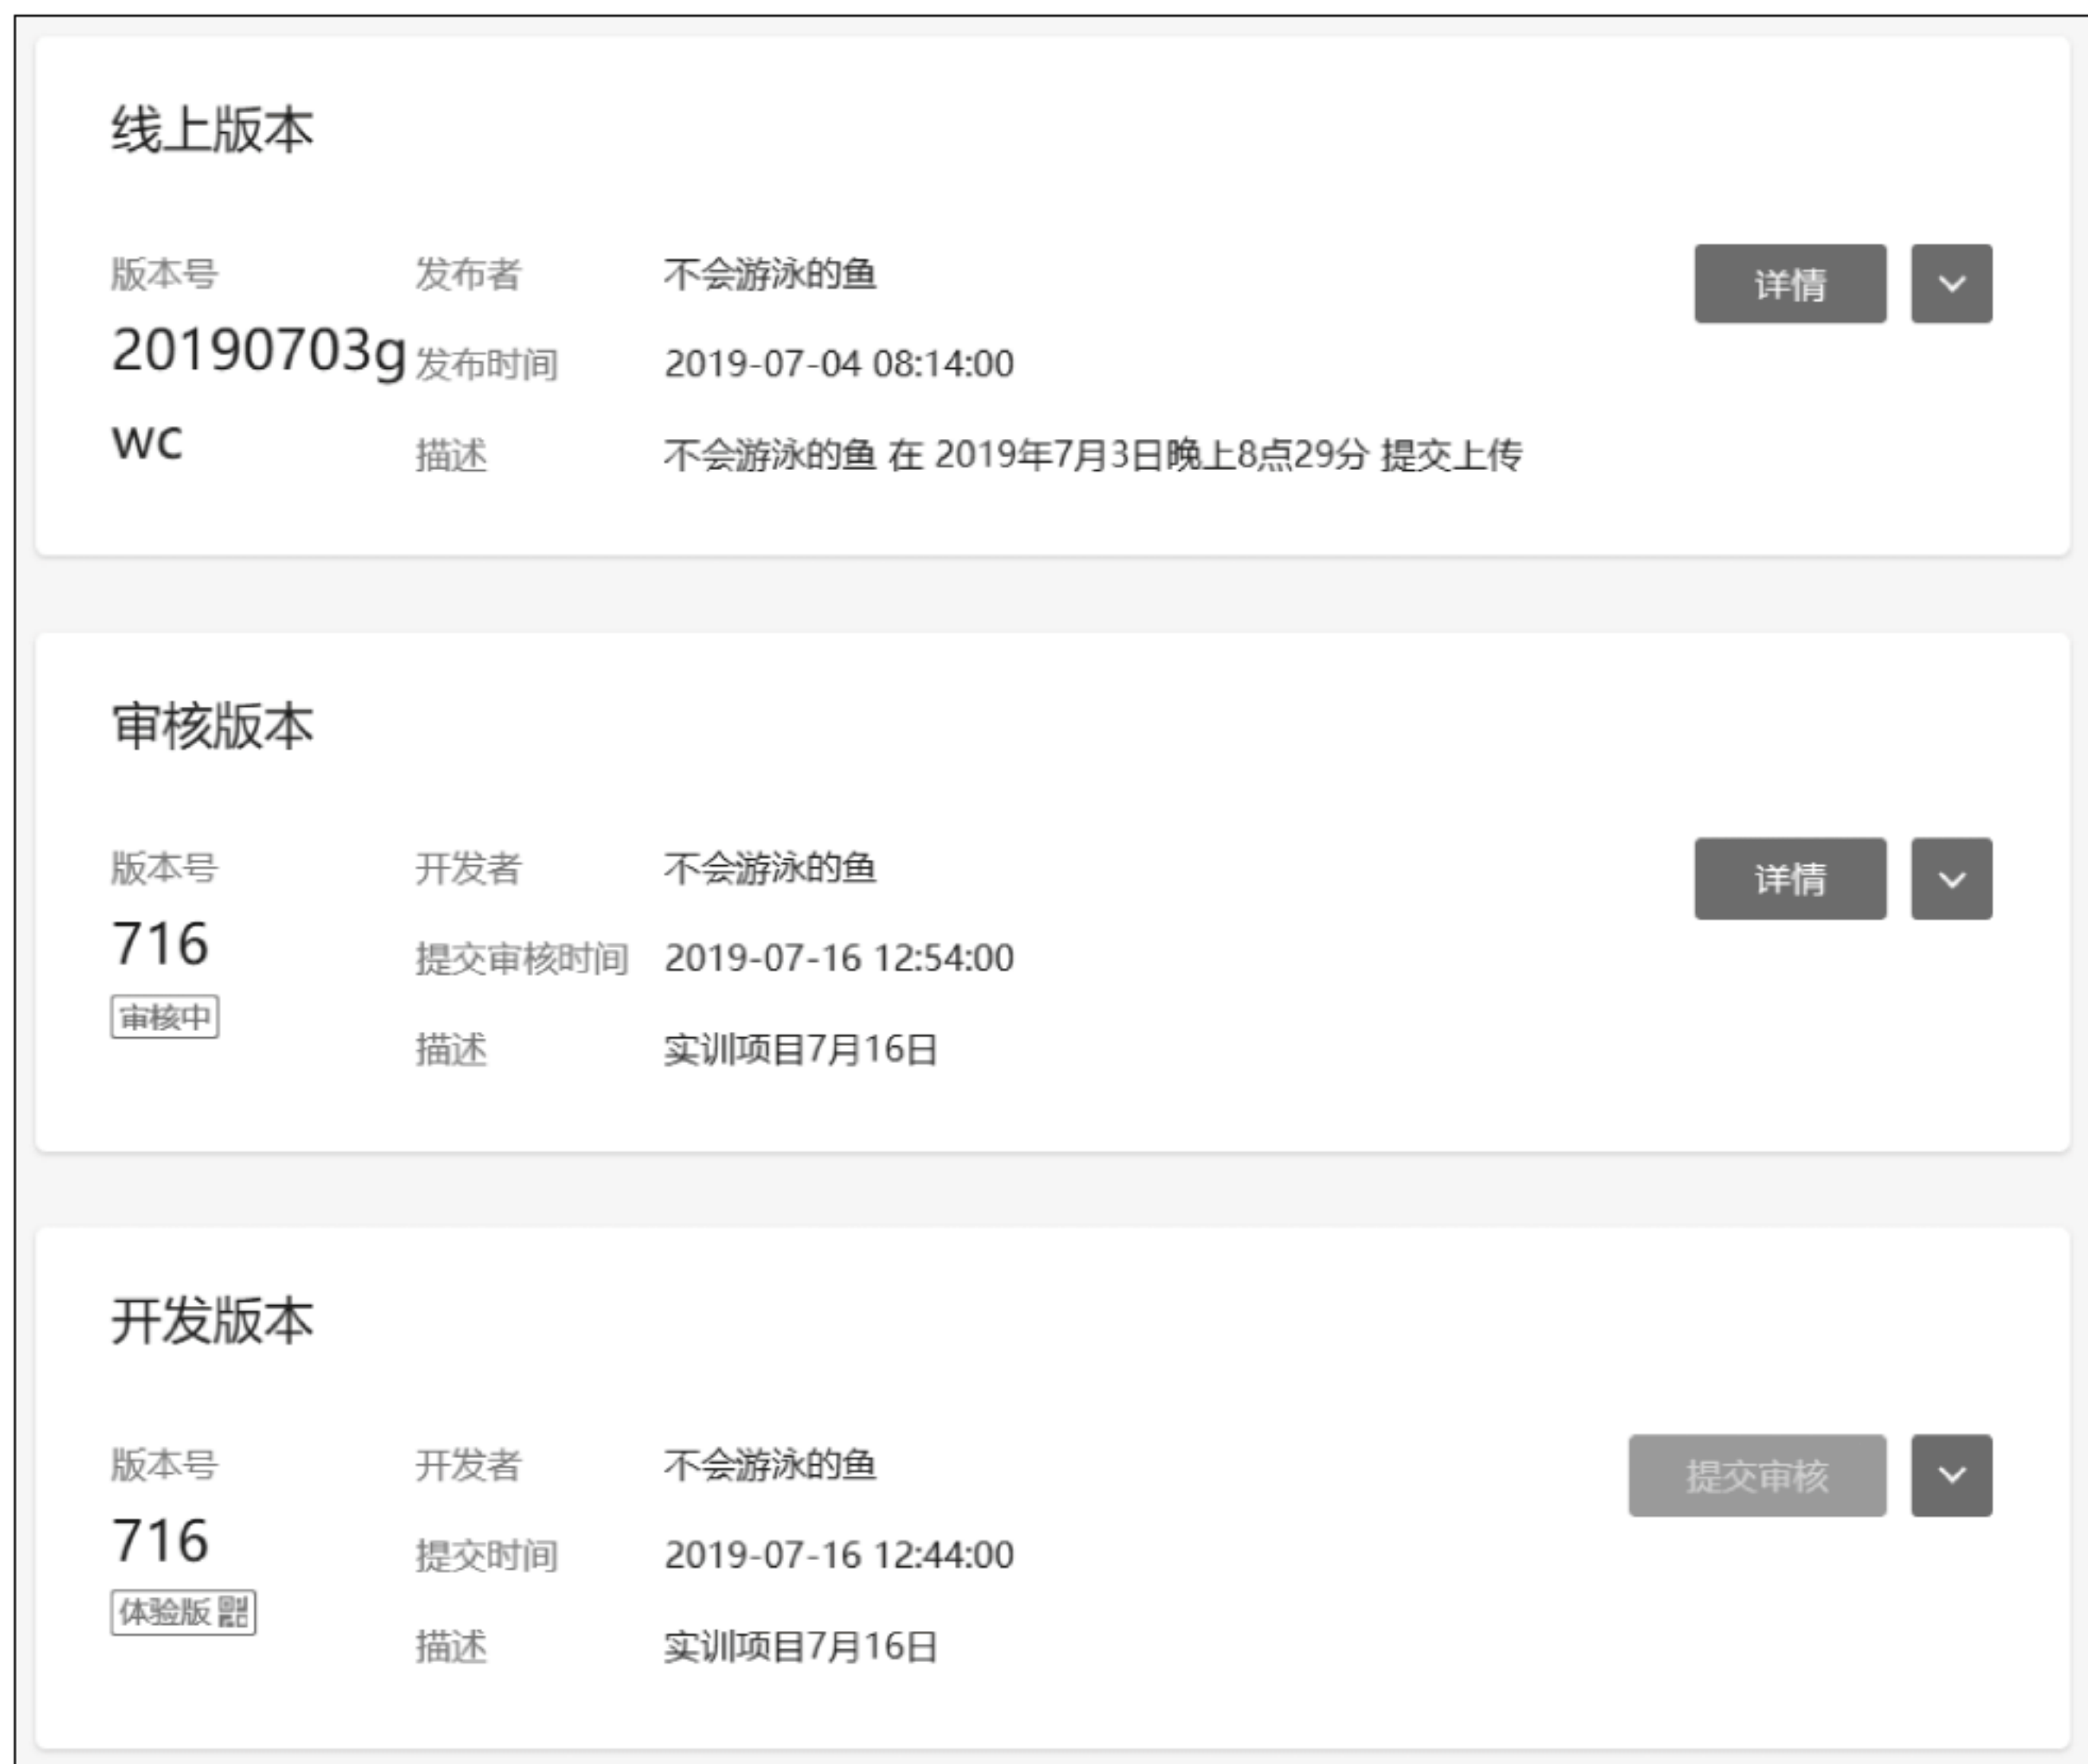 线上版本
版本号 发布者 不会游泳的鱼 详情
20190703g 发布时间 2019-07-04 08:14:00
wc 描述 不会游泳的鱼 在 2019年7月3日晚上8点29分 提交上传
审核版本
版本号 开发者 不会游泳的鱼 详情
716 提交审核时间 2019-07-16 12:54:00
审核中
描述 实训项目7月16日
开发版本
版本号 开发者 不会游泳的鱼 提交审核
716 提交时间 2019-07-16 12:44:00
体验版
描述 实训项目7月16日